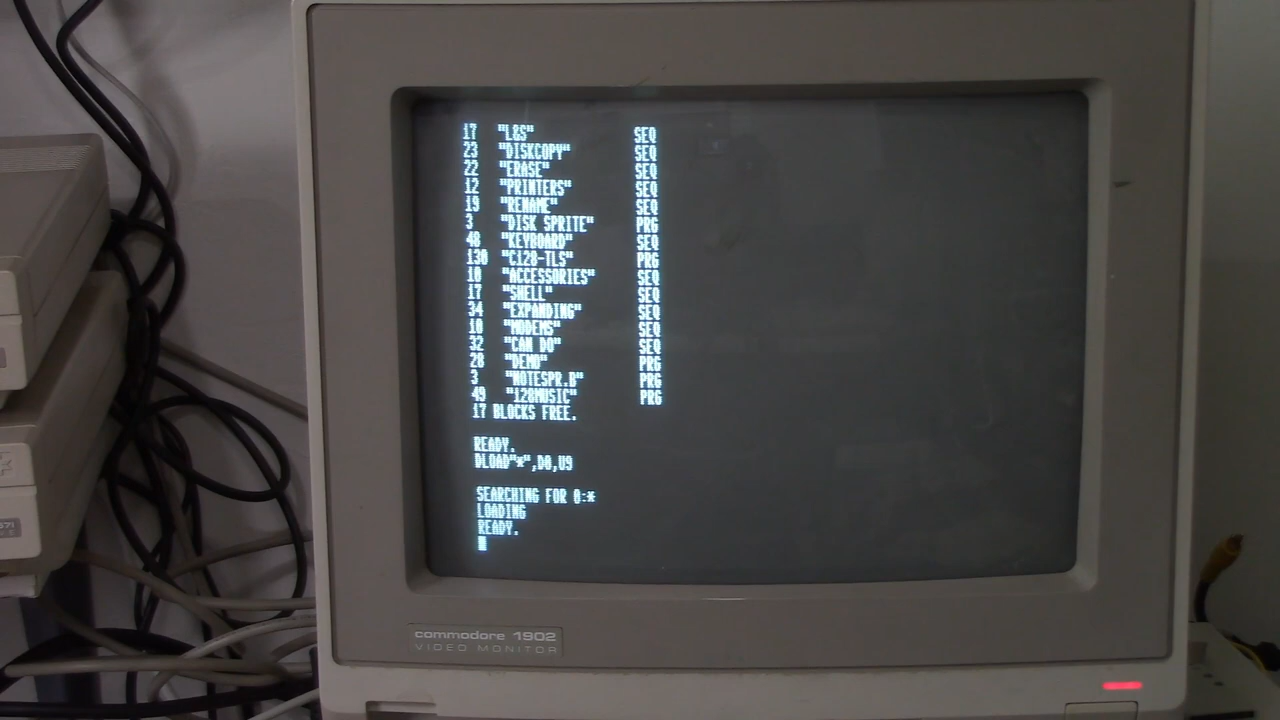 17 "L&S" SEQ
23 "DISKCOPY" SEQ
22 "ERASE" SEQ
12 "PRINTERS" SEQ
19 "RENAME" SEQ
3 "DISK SPRITE" PRG
48 "KEYBOARD" SEQ
130 "C128-TLS" PRG
10 "ACCESSORIES" SEQ
17 "SHELL" SEQ
34 "EXPANDING" SEQ
10 "MODEMS" SEQ
32 "CAN DO" SEQ
28 "DEMO" PRG
3 "NOTESPR.B" PRG
49 "128MUSIC" PRG
17 BLOCKS FREE.
READY.
DLOAD"*",D0,U9
SEARCHING FOR 0:*
LOADING
READY.
commodore 1902
VIDEO MONITOR